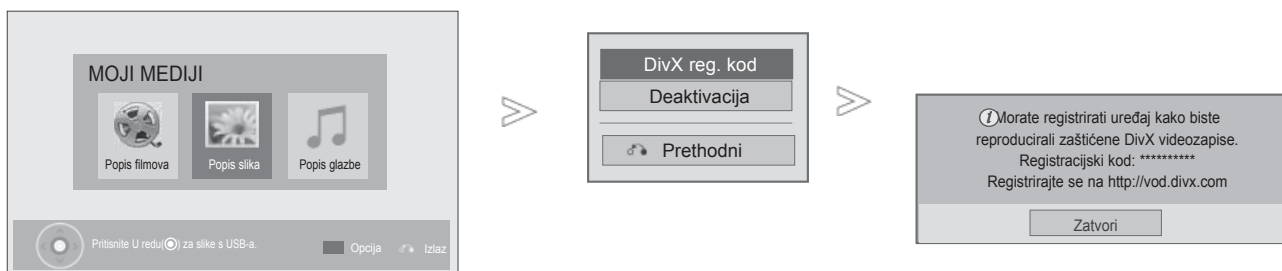 MOJI MEDIJI
Popis filmova
Popis slika
Popis glazbe
Pritisnite U redu(◉) za slike s USB-a.
Opcija
Izlaz
DivX reg. kod
Deaktivacija
Prethodni
Morate registrirati uređaj kako biste
reproducirali zaštićene DivX videozapise.
Registracijski kod: **********
Registrirajte se na http://vod.divx.com
Zatvori